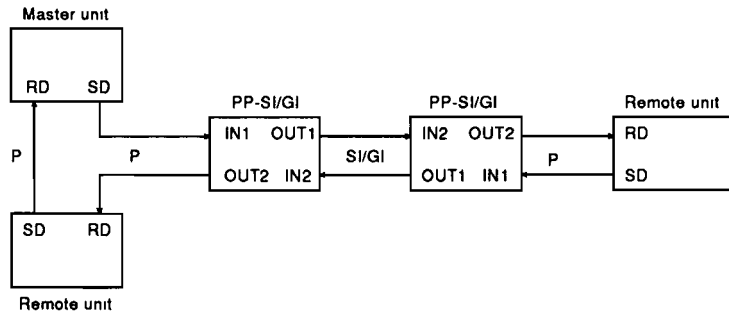 Master unit
RD SD
PP-SI/GI PP-SI/GI Remote unit
IN1 OUT1 IN2 OUT2 RD
P P SI/GI P
OUT2 IN2 OUT1 IN1 SD
SD RD
Remote unit